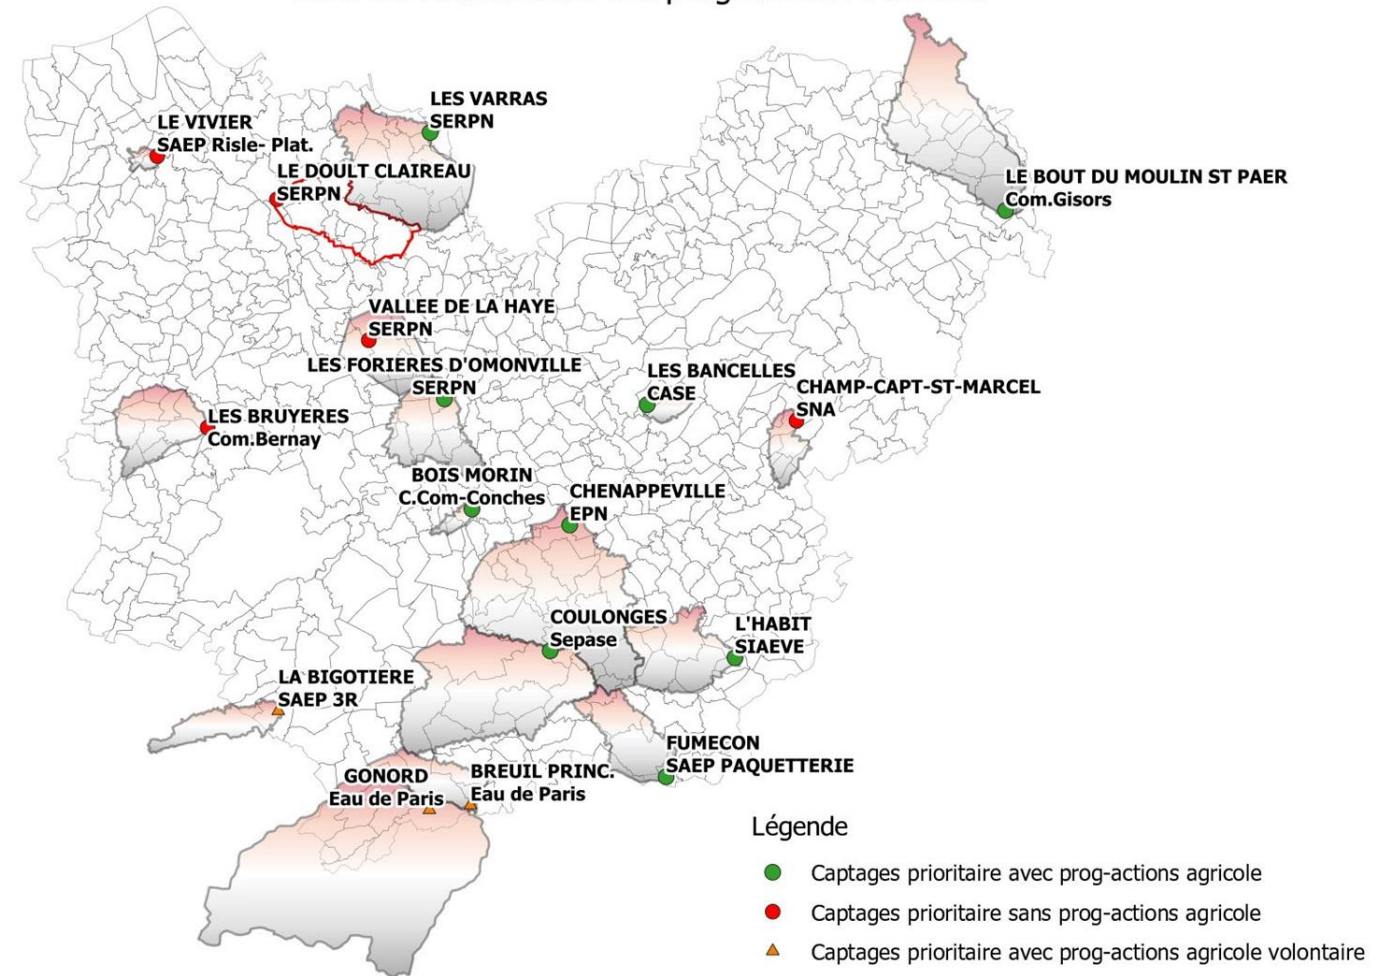 LES VARRAS
SERPN
LE VIVIER
SAEP Risle- Plat.
LE DOULT CLAIREAU
SERPN
LE BOUT DU MOULIN ST PAER
Com.Gisors
VALLEE DE LA HAYE
SERPN
LES FORIERES D'OMONVILLE
SERPN
LES BANCELLES
CASE
CHAMP-CAPT-ST-MARCEL
SNA
LES BRUYERES
Com.Bernay
BOIS MORIN
C.Com-Conches
CHENAPPEVILLE
EPN
COULONGES
Sepase
L'HABIT
SIAEVE
LA BIGOTIERE
SAEP 3R
FUMECON
SAEP PAQUETTERIE
GONORD
Eau de Paris
BREUIL PRINC.
Eau de Paris
Légende
Captages prioritaire avec prog-actions agricole
Captages prioritaire sans prog-actions agricole
Captages prioritaire avec prog-actions agricole volontaire